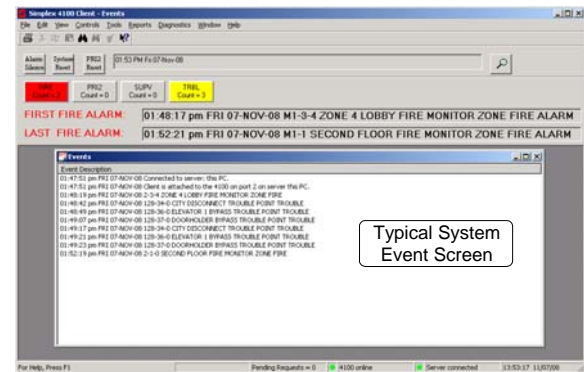 Simplex 4100 Client - Events
File Edit View Controls Tools Reports Diagnostics Window Help
Alarm Silence System Reset PRI2 Reset 01:53 PM Fri 07-Nov-08
FIRE Count = 2 PRI2 Count = 0 SUPV Count = 0 TRBL Count = 3
FIRST FIRE ALARM: 01:48:17 pm FRI 07-NOV-08 M1-3-4 ZONE 4 LOBBY FIRE MONITOR ZONE FIRE ALARM
LAST FIRE ALARM: 01:52:21 pm FRI 07-NOV-08 M1-1 SECOND FLOOR FIRE MONITOR ZONE FIRE ALARM
Events
Event Description
01:47:51 pm FRI 07-NOV-08 Connected to server: this PC.
01:47:51 pm FRI 07-NOV-08 Client is attached to the 4100 on port 2 on server this PC.
01:48:19 pm FRI 07-NOV-08 2-3-4 ZONE 4 LOBBY FIRE MONITOR ZONE FIRE
01:48:42 pm FRI 07-NOV-08 128-34-0 CITY DISCONNECT TROUBLE POINT TROUBLE
01:48:49 pm FRI 07-NOV-08 128-36-0 ELEVATOR 1 BYPASS TROUBLE POINT TROUBLE
01:49:07 pm FRI 07-NOV-08 128-37-0 DOORHOLDER BYPASS TROUBLE POINT TROUBLE
01:49:17 pm FRI 07-NOV-08 128-34-0 CITY DISCONNECT TROUBLE POINT TROUBLE
01:49:21 pm FRI 07-NOV-08 128-36-0 ELEVATOR 1 BYPASS TROUBLE POINT TROUBLE
01:49:23 pm FRI 07-NOV-08 128-37-0 DOORHOLDER BYPASS TROUBLE POINT TROUBLE
01:52:19 pm FRI 07-NOV-08 2-1-0 SECOND FLOOR FIRE MONITOR ZONE FIRE
Typical System
Event Screen
For Help, Press F1 Pending Requests = 0 4100 online Server connected 13:53:17 11/07/08